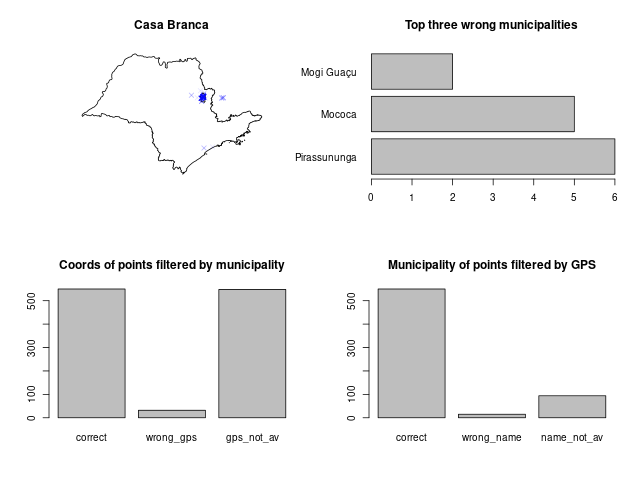 Casa Branca
Top three wrong municipalities
Mogi Guaçu
Mococa
Pirassununga
0 1 2 3 4 5 6
Coords of points filtered by municipality
500
300
100
0
correct wrong_gps gps_not_av
Municipality of points filtered by GPS
500
300
100
0
correct wrong_name name_not_av